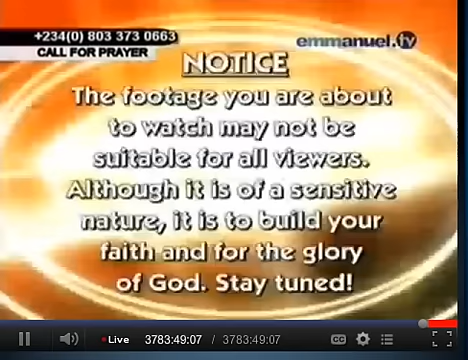 +234(0) 803 373 0663
CALL FOR PRAYER
emmanuel.tv
NOTICE
The footage you are about
to watch may not be
suitable for all viewers.
Although it is of a sensitive
nature, it is to build your
faith and for the glory
of God. Stay tuned!
Live 3783:49:07 / 3783:49:07 CC